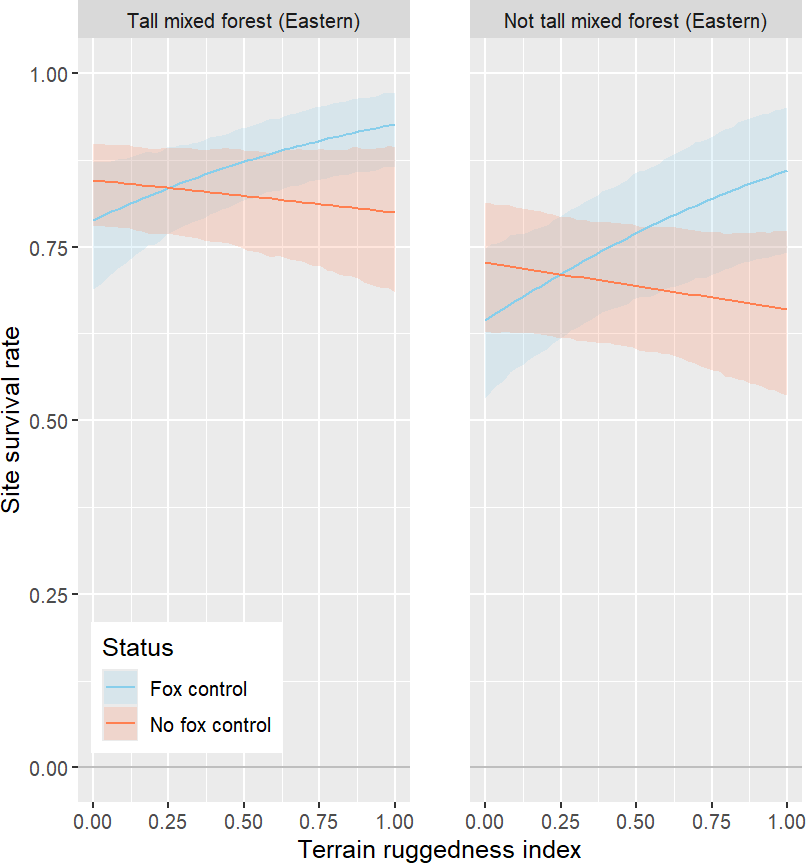 Tall mixed forest (Eastern)
Not tall mixed forest (Eastern)
Site survival rate
1.00
0.75
0.50
0.25
0.00
Status
Fox control
No fox control
0.00 0.25 0.50 0.75 1.00
0.00 0.25 0.50 0.75 1.00
Terrain ruggedness index